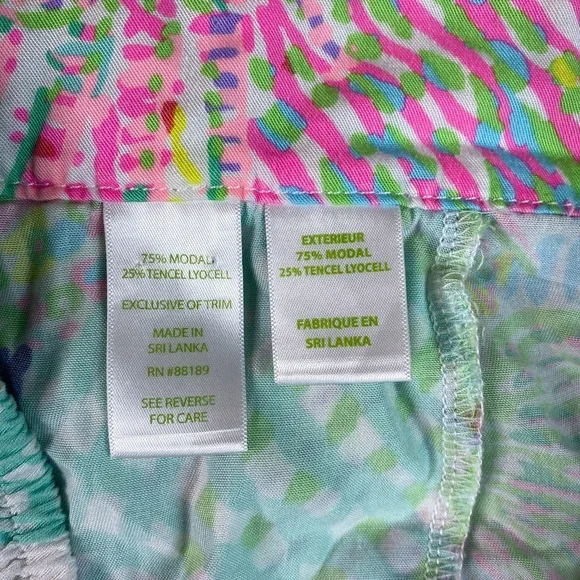 75% MODAL
25% TENCEL LYOCELL
EXCLUSIVE OF TRIM
MADE IN
SRI LANKA
RN #88189
SEE REVERSE
FOR CARE
EXTERIEUR
75% MODAL
25% TENCEL LYOCELL
FABRIQUE EN
SRI LANKA